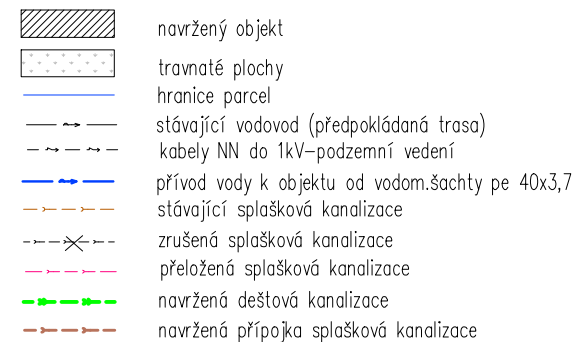 navržený objekt
travnaté plochy
hranice parcel
stávající vodovod (předpokládaná trasa)
kabely NN do 1kV-podzemní vedení
přívod vody k objektu od vodom.šachty pe 40x3,7
stávající splašková kanalizace
zrušená splašková kanalizace
přeložená splašková kanalizace
navržená deštová kanalizace
navržená přípojka splašková kanalizace